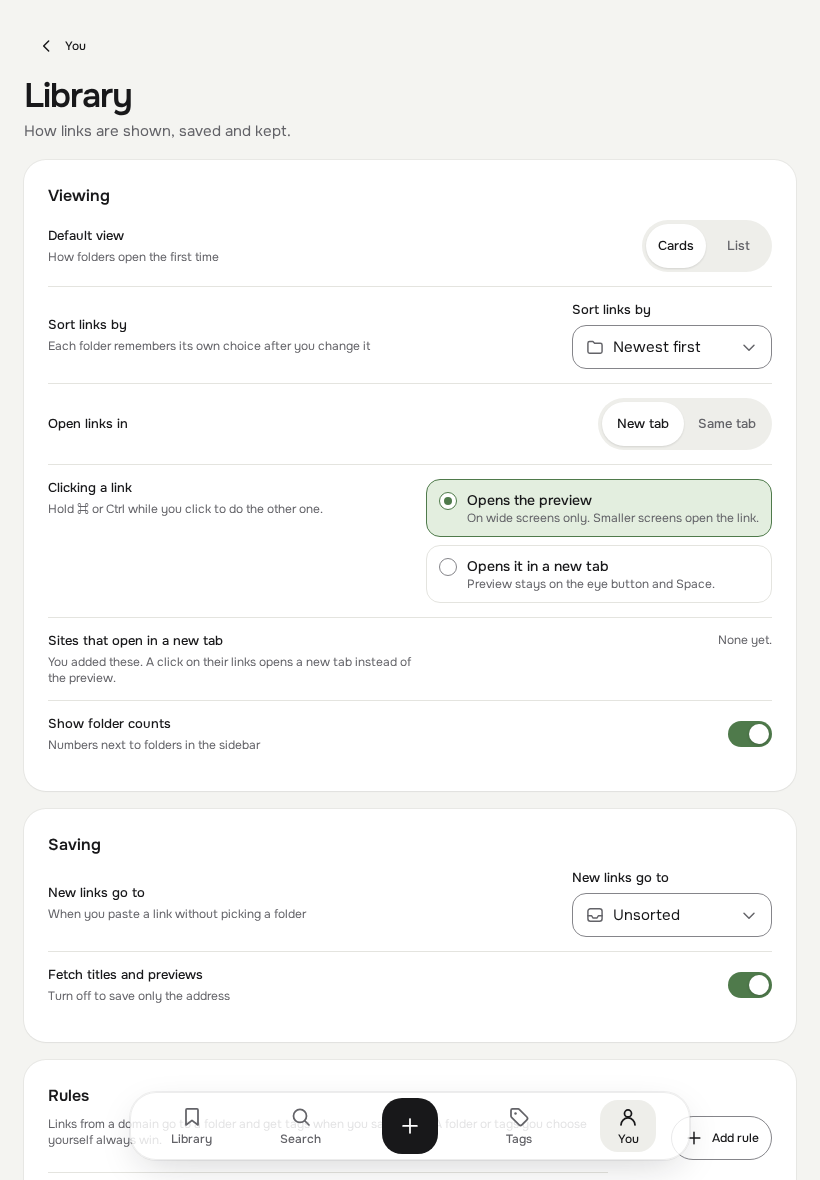 You
Library
How links are shown, saved and kept.
Viewing
Default view
How folders open the first time
Cards
List
Sort links by
Each folder remembers its own choice after you change it
Sort links by
Newest first
Open links in
New tab
Same tab
Clicking a link
Hold ⌘ or Ctrl while you click to do the other one.
Opens the preview
On wide screens only. Smaller screens open the link.
Opens it in a new tab
Preview stays on the eye button and Space.
Sites that open in a new tab
You added these. A click on their links opens a new tab instead of
the preview.
None yet.
Show folder counts
Numbers next to folders in the sidebar
Saving
New links go to
When you paste a link without picking a folder
New links go to
Unsorted
Fetch titles and previews
Turn off to save only the address
Rules
Links from a domain go to a folder and get tags when you folder or tags you choose
yourself always win.
Add rule
Library
Search
Tags
You